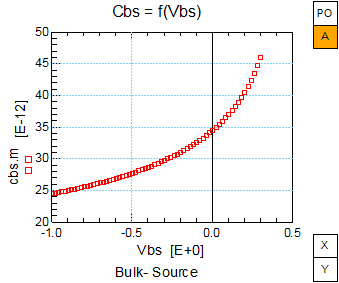 Cbs = f(Vbs)
PO
A
50
45
40
35
30
25
20
cbs.m [E-12]
-1.0
-0.5
0.0
0.5
Vbs [E+0]
Bulk- Source
X
Y